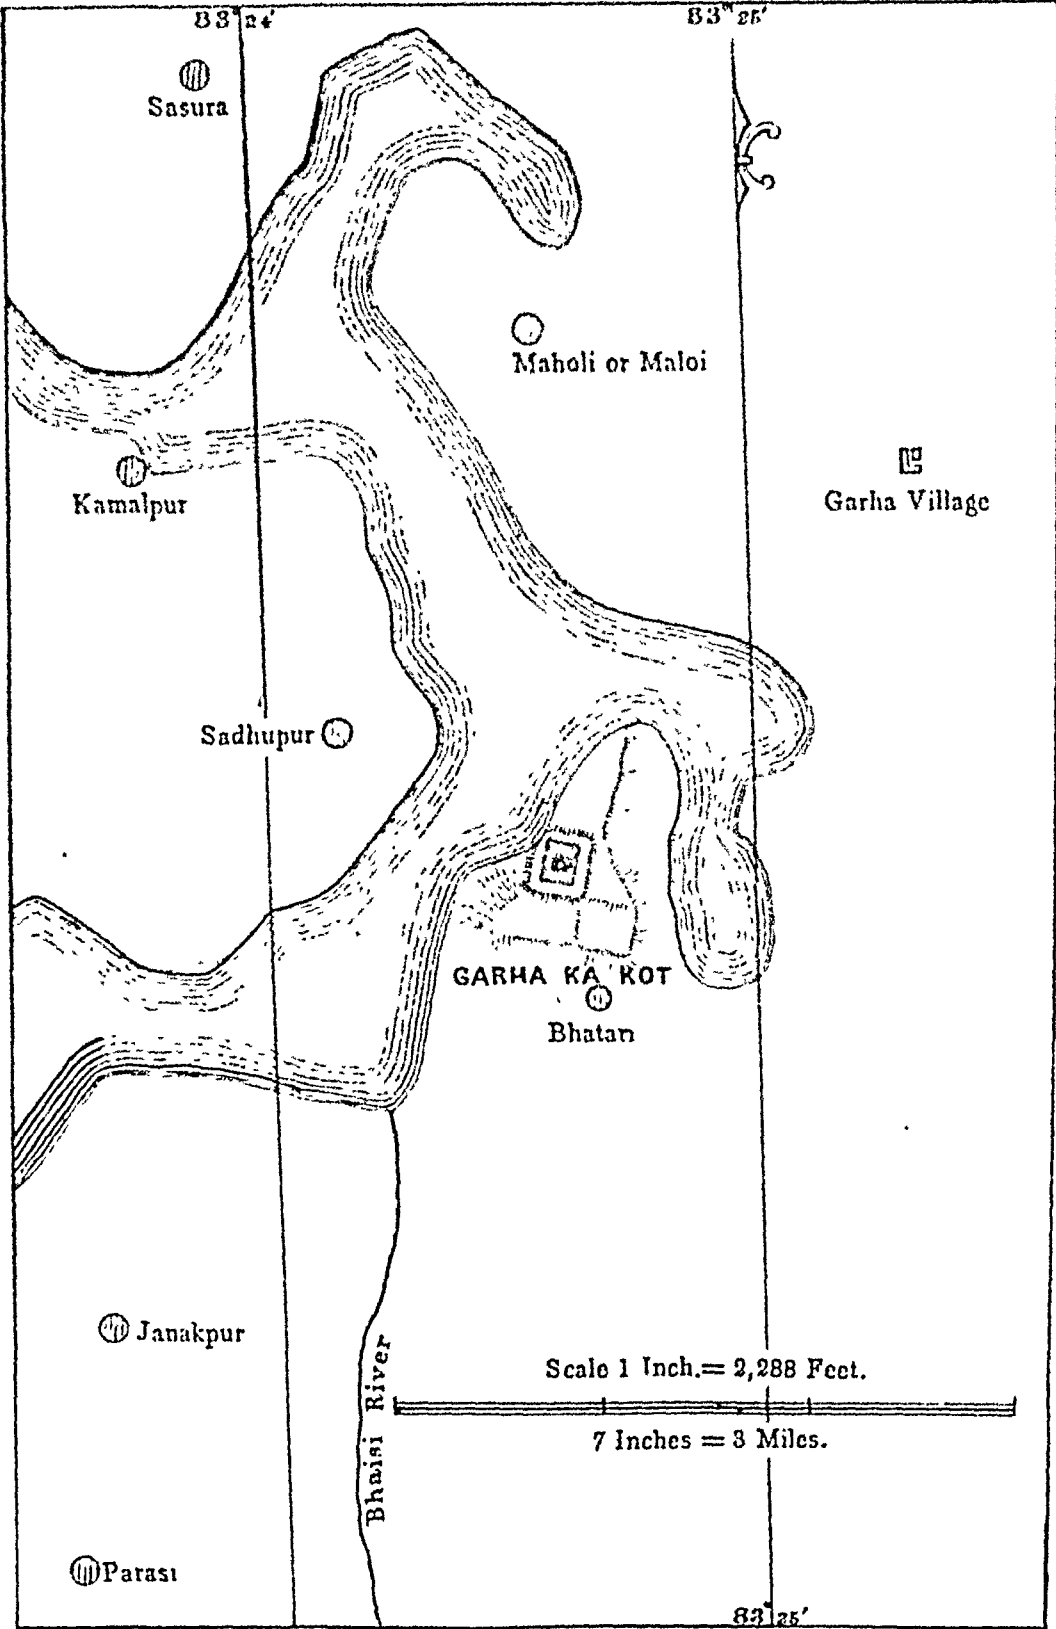 83° 24′
83° 25′
Sasura
Maholi or Maloi
Kamalpur
Garha Village
Sadhupur
GARHA KA KOT
Bhatan
Janakpur
Bhaisi River
Scale 1 Inch.= 2,288 Feet.
7 Inches = 3 Miles.
Parasi
83° 25′